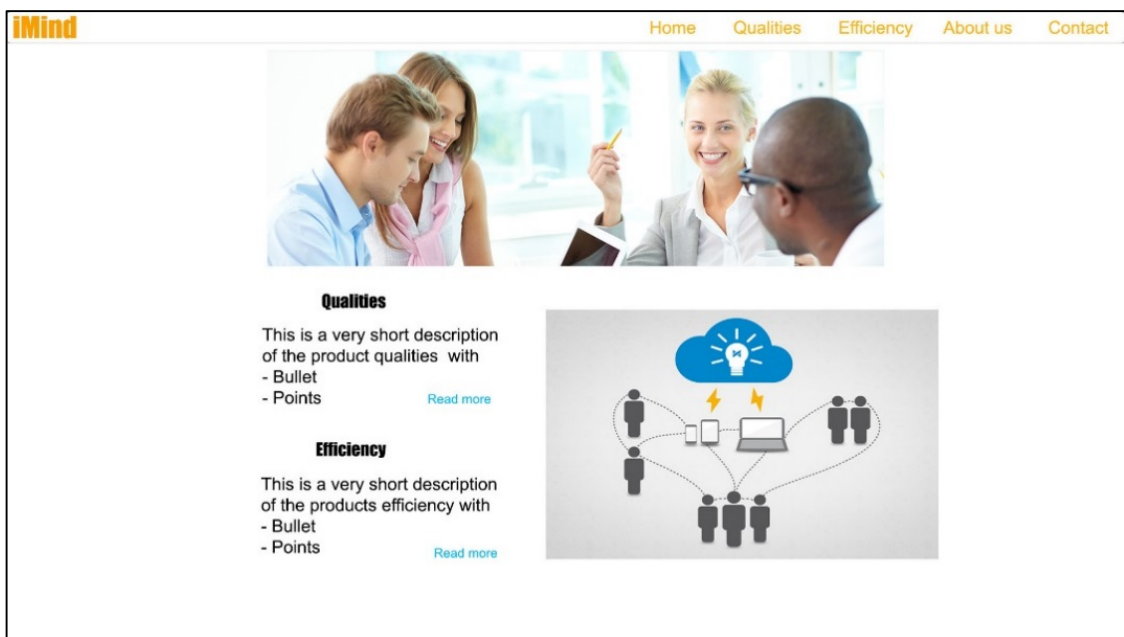 iMind
Home Qualities Efficiency About us Contact
Qualities
This is a very short description
of the product qualities with
- Bullet
- Points
Read more
Efficiency
This is a very short description
of the products efficiency with
- Bullet
- Points
Read more